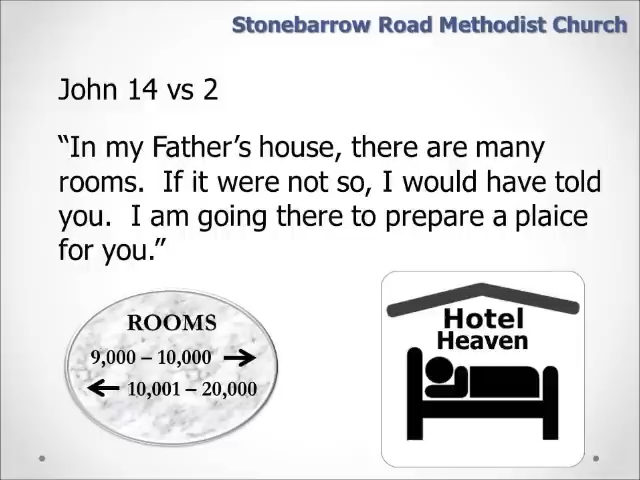 Stonebarrow Road Methodist Church
John 14 vs 2
“In my Father’s house, there are many
rooms.  If it were not so, I would have told
you.  I am going there to prepare a plaice
for you.”
ROOMS
9,000 – 10,000 →
← 10,001 – 20,000
Hotel
Heaven